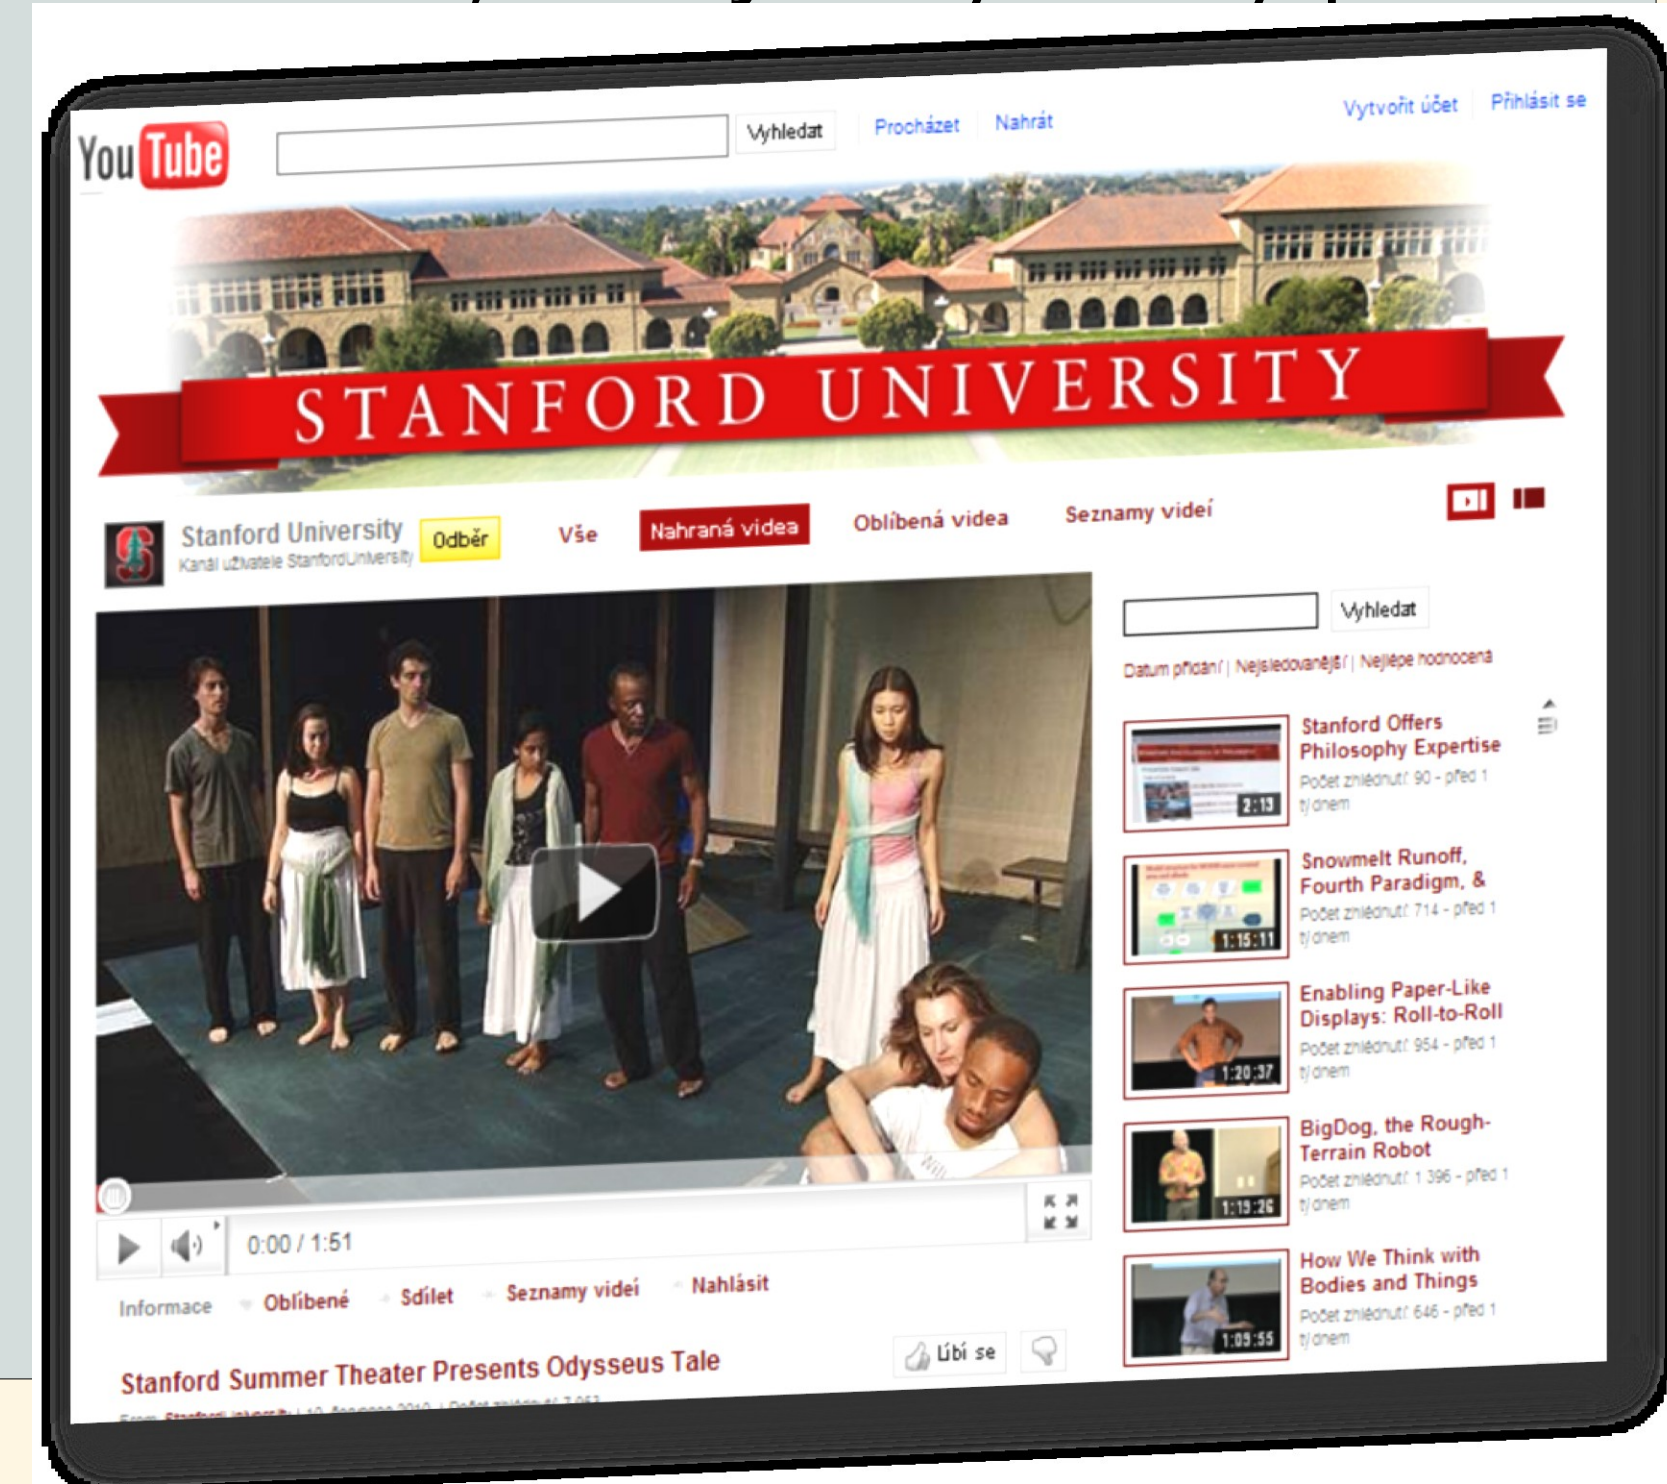 YouTube
Vyhledat
Procházet
Nahrát
Vytvořit účet
Přihlásit se
STANFORD UNIVERSITY
Stanford University
Kanál uživatele StanfordUniversity
Odběr
Vše
Nahraná videa
Oblíbená videa
Seznamy videí
Vyhledat
Datum přidání | Nejsledovanější | Nejlépe hodnocená
Stanford Offers
Philosophy Expertise
Počet zhlédnutí: 90 - před 1
týdnem
2:13
Snowmelt Runoff,
Fourth Paradigm, &
Počet zhlédnutí: 714 - před 1
týdnem
1:15:11
Enabling Paper-Like
Displays: Roll-to-Roll
Počet zhlédnutí: 954 - před 1
týdnem
1:20:37
BigDog, the Rough-
Terrain Robot
Počet zhlédnutí: 1 396 - před 1
týdnem
1:19:26
How We Think with
Bodies and Things
Počet zhlédnutí: 646 - před 1
týdnem
1:09:55
0:00 / 1:51
Informace
Oblíbené
Sdílet
Seznamy videí
Nahlásit
Stanford Summer Theater Presents Odysseus Tale
Líbí se